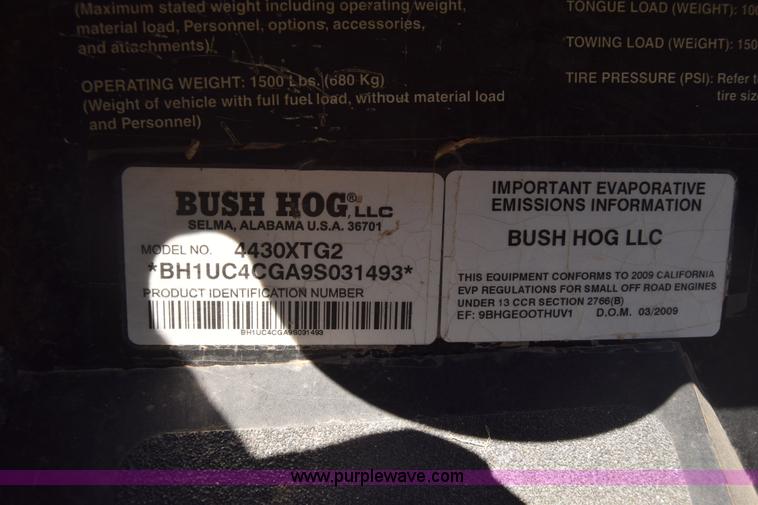 (Maximum stated weight including operating weight,
material load, Personnel, options, accessories,
and attachments)
OPERATING WEIGHT: 1500 Lbs. (680 Kg)
(Weight of vehicle with full fuel load, without material load
and Personnel)
TONGUE LOAD (WEIGHT): 10
TOWING LOAD (WEIGHT): 150
TIRE PRESSURE (PSI): Refer
tire
BUSH HOG®, LLC
SELMA, ALABAMA U.S.A. 36701
MODEL NO. 4430XTG2
*BH1UC4CGA9S031493*
PRODUCT IDENTIFICATION NUMBER
BH1UC4CGA9S031493
IMPORTANT EVAPORATIVE
EMISSIONS INFORMATION
BUSH HOG LLC
THIS EQUIPMENT CONFORMS TO 2009 CALIFORNIA
EVP REGULATIONS FOR SMALL OFF ROAD ENGINES
UNDER 13 CCR SECTION 2766(B)
EF: 9BHGEOOTHUV1 D.O.M. 03/2009
www.purplewave.com